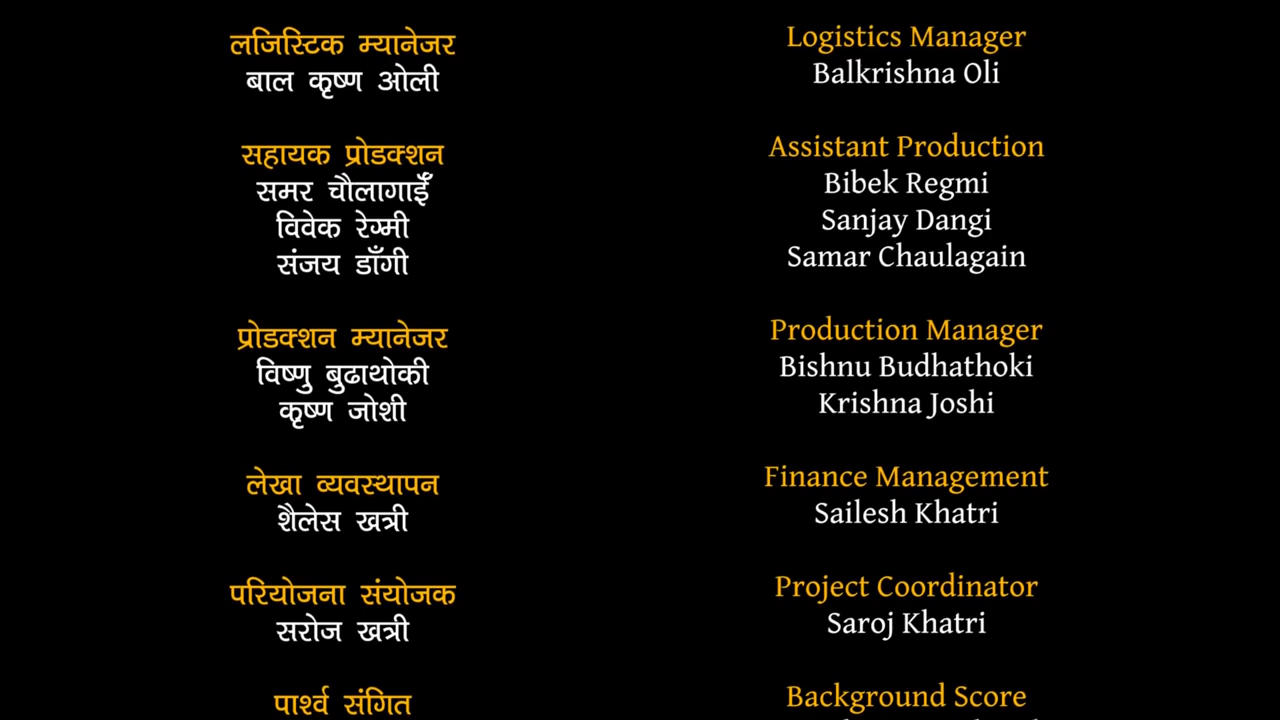 लजिस्टिक म्यानेजर
बाल कृष्ण ओली
सहायक प्रोडक्शन
समर चौलागाईँ
विवेक रेग्मी
संजय डाँगी
प्रोडक्शन म्यानेजर
विष्णु बुढाथोकी
कृष्ण जोशी
लेखा व्यवस्थापन
शैलेस खत्री
परियोजना संयोजक
सरोज खत्री
पार्श्व संगित
Logistics Manager
Balkrishna Oli
Assistant Production
Bibek Regmi
Sanjay Dangi
Samar Chaulagain
Production Manager
Bishnu Budhathoki
Krishna Joshi
Finance Management
Sailesh Khatri
Project Coordinator
Saroj Khatri
Background Score